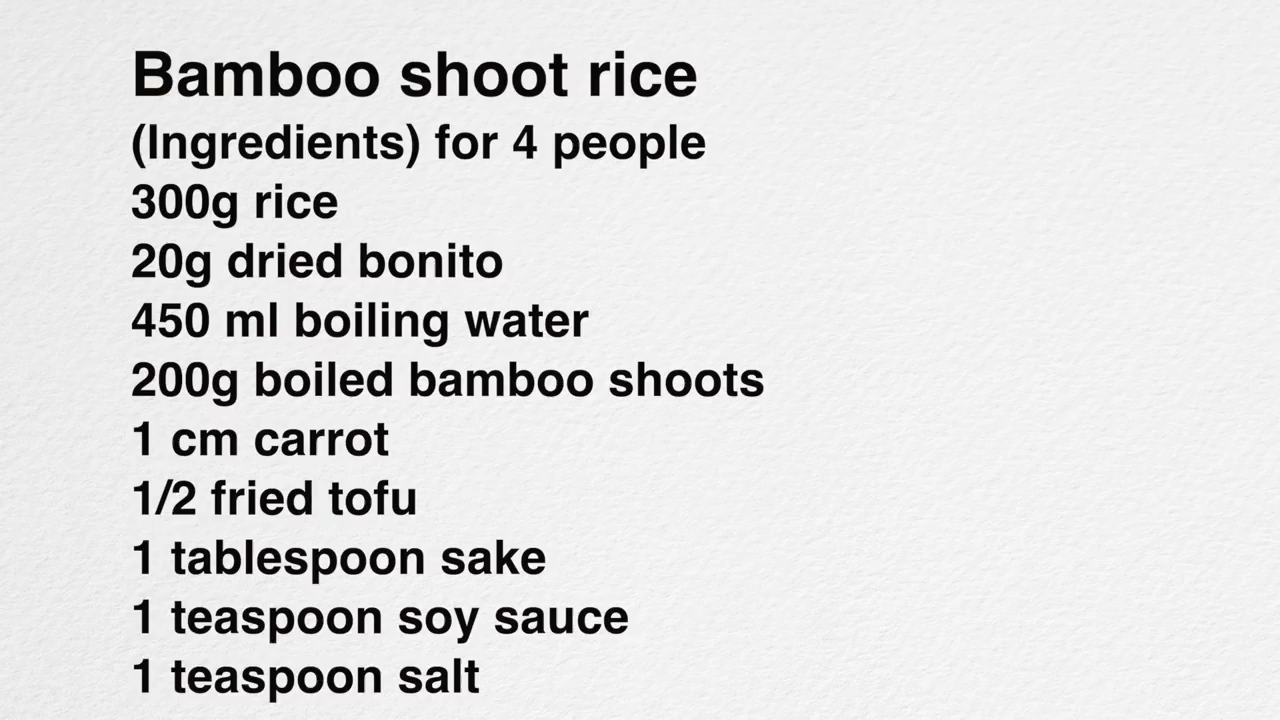 Bamboo shoot rice
(Ingredients) for 4 people
300g rice
20g dried bonito
450 ml boiling water
200g boiled bamboo shoots
1 cm carrot
1/2 fried tofu
1 tablespoon sake
1 teaspoon soy sauce
1 teaspoon salt